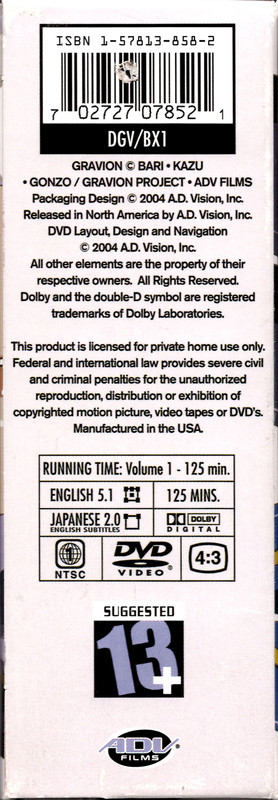 ISBN 1-57813-858-2
7 02727 07852 1
DGV/BX1
GRAVION © BARI • KAZU
• GONZO / GRAVION PROJECT • ADV FILMS
Packaging Design © 2004 A.D. Vision, Inc.
Released in North America by A.D. Vision, Inc.
DVD Layout, Design and Navigation
© 2004 A.D. Vision, Inc.
All other elements are the property of their
respective owners. All Rights Reserved.
Dolby and the double-D symbol are registered
trademarks of Dolby Laboratories.
This product is licensed for private home use only.
Federal and international law provides severe civil
and criminal penalties for the unauthorized
reproduction, distribution or exhibition of
copyrighted motion picture, video tapes or DVD's.
Manufactured in the USA.
RUNNING TIME: Volume 1 - 125 min.
ENGLISH 5.1 125 MINS.
JAPANESE 2.0 DOLBY
ENGLISH SUBTITLES DIGITAL
1 DVD 4:3
NTSC VIDEO®
SUGGESTED
13+
ADV
FILMS